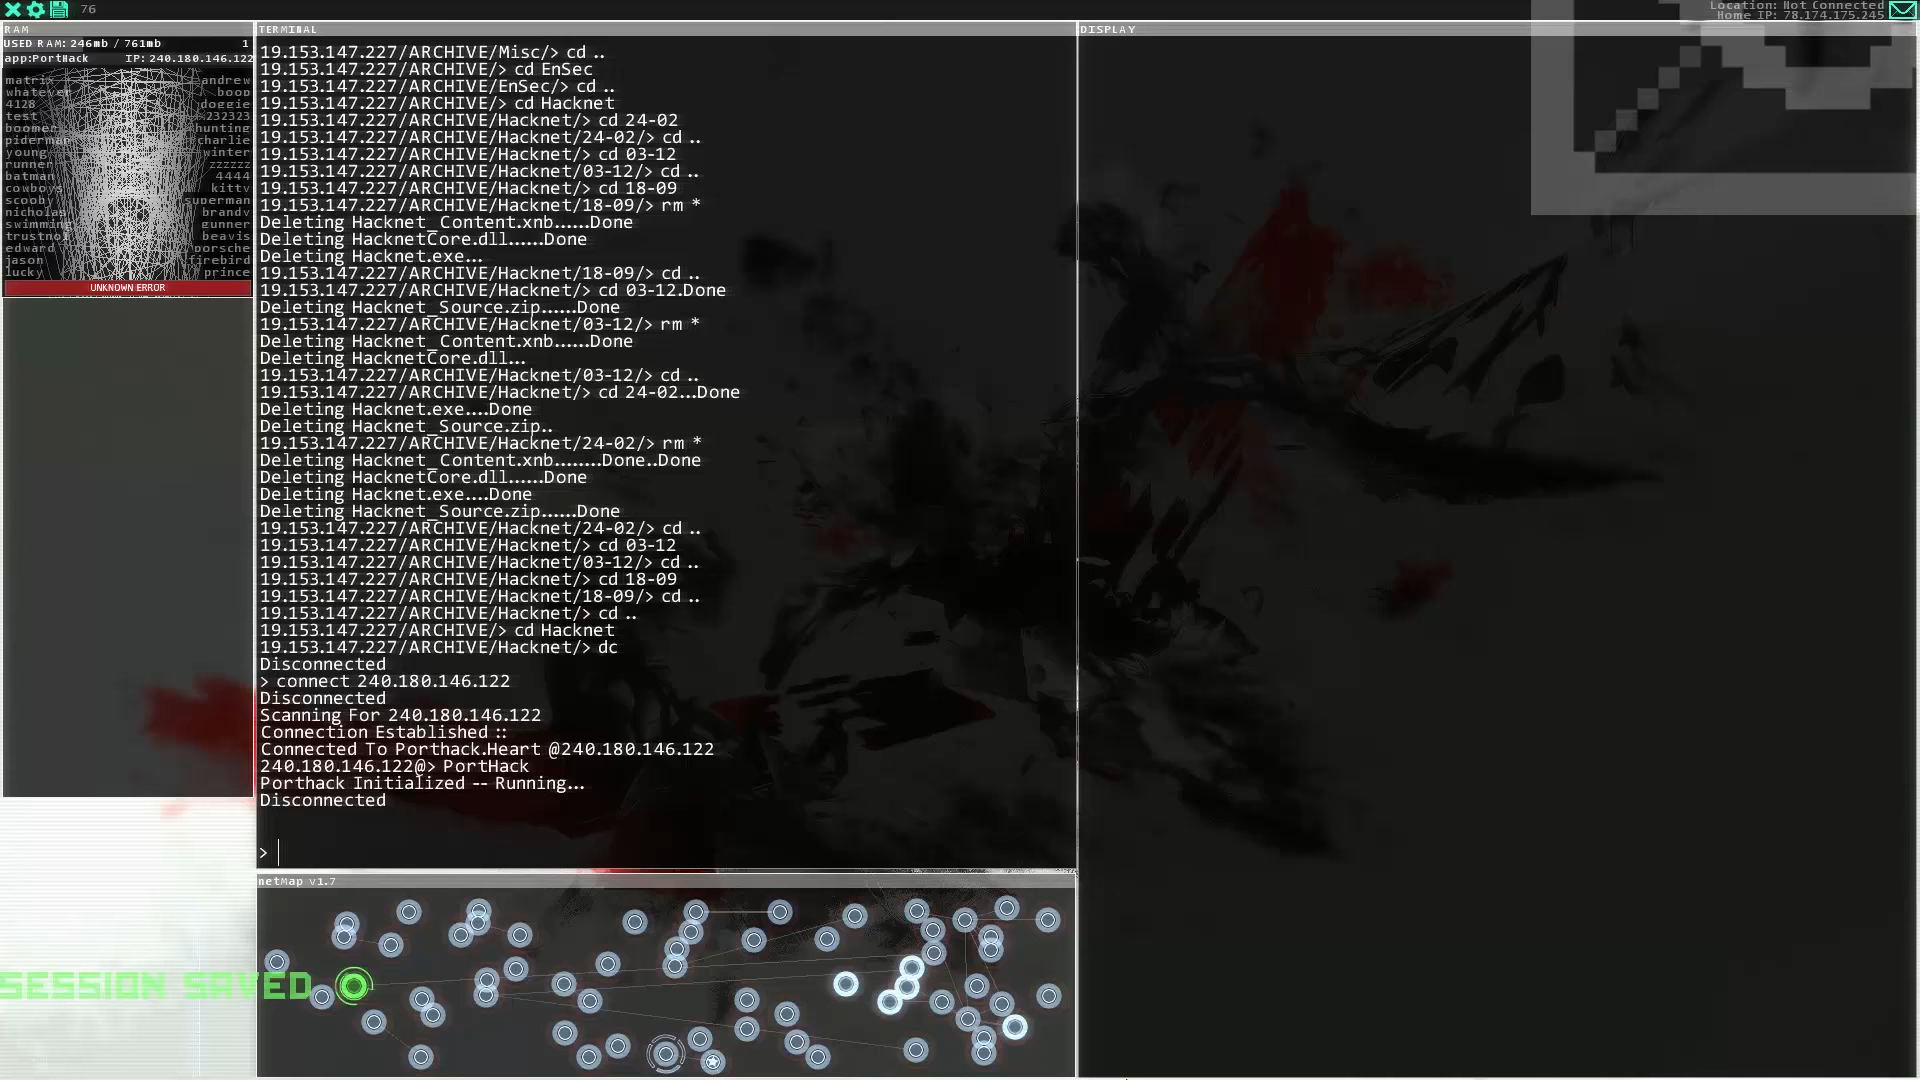 76
Location: Not Connected
Home IP: 78.174.175.245
RAM
USED RAM: 246mb / 761mb 1
app:PortHack IP: 240.180.146.122
matrix andrew
whatever boop
4128 doggie
test 232323
boomer hunting
piderman charlie
young winter
runner zzzzzz
batman 4444
cowboys kitty
scooby superman
nicholas brandy
swimming gunner
trustno1 beavis
edward porsche
jason firebird
lucky prince
UNKNOWN ERROR
TERMINAL
19.153.147.227/ARCHIVE/Misc/> cd ..
19.153.147.227/ARCHIVE/> cd EnSec
19.153.147.227/ARCHIVE/EnSec/> cd ..
19.153.147.227/ARCHIVE/> cd Hacknet
19.153.147.227/ARCHIVE/Hacknet/> cd 24-02
19.153.147.227/ARCHIVE/Hacknet/24-02/> cd ..
19.153.147.227/ARCHIVE/Hacknet/> cd 03-12
19.153.147.227/ARCHIVE/Hacknet/03-12/> cd ..
19.153.147.227/ARCHIVE/Hacknet/> cd 18-09
19.153.147.227/ARCHIVE/Hacknet/18-09/> rm *
Deleting Hacknet_Content.xnb......Done
Deleting HacknetCore.dll......Done
Deleting Hacknet.exe...
19.153.147.227/ARCHIVE/Hacknet/18-09/> cd ..
19.153.147.227/ARCHIVE/Hacknet/> cd 03-12.Done
Deleting Hacknet_Source.zip......Done
19.153.147.227/ARCHIVE/Hacknet/03-12/> rm *
Deleting Hacknet_Content.xnb......Done
Deleting HacknetCore.dll...
19.153.147.227/ARCHIVE/Hacknet/03-12/> cd ..
19.153.147.227/ARCHIVE/Hacknet/> cd 24-02...Done
Deleting Hacknet.exe....Done
Deleting Hacknet_Source.zip..
19.153.147.227/ARCHIVE/Hacknet/24-02/> rm *
Deleting Hacknet_Content.xnb........Done..Done
Deleting HacknetCore.dll......Done
Deleting Hacknet.exe....Done
Deleting Hacknet_Source.zip......Done
19.153.147.227/ARCHIVE/Hacknet/24-02/> cd ..
19.153.147.227/ARCHIVE/Hacknet/> cd 03-12
19.153.147.227/ARCHIVE/Hacknet/03-12/> cd ..
19.153.147.227/ARCHIVE/Hacknet/> cd 18-09
19.153.147.227/ARCHIVE/Hacknet/18-09/> cd ..
19.153.147.227/ARCHIVE/Hacknet/> cd ..
19.153.147.227/ARCHIVE/> cd Hacknet
19.153.147.227/ARCHIVE/Hacknet/> dc
Disconnected
> connect 240.180.146.122
Disconnected
Scanning For 240.180.146.122
Connection Established ::
Connected To Porthack.Heart @240.180.146.122
240.180.146.122@> PortHack
Porthack Initialized -- Running...
Disconnected
>
DISPLAY
netMap v1.7
SESSION SAVED